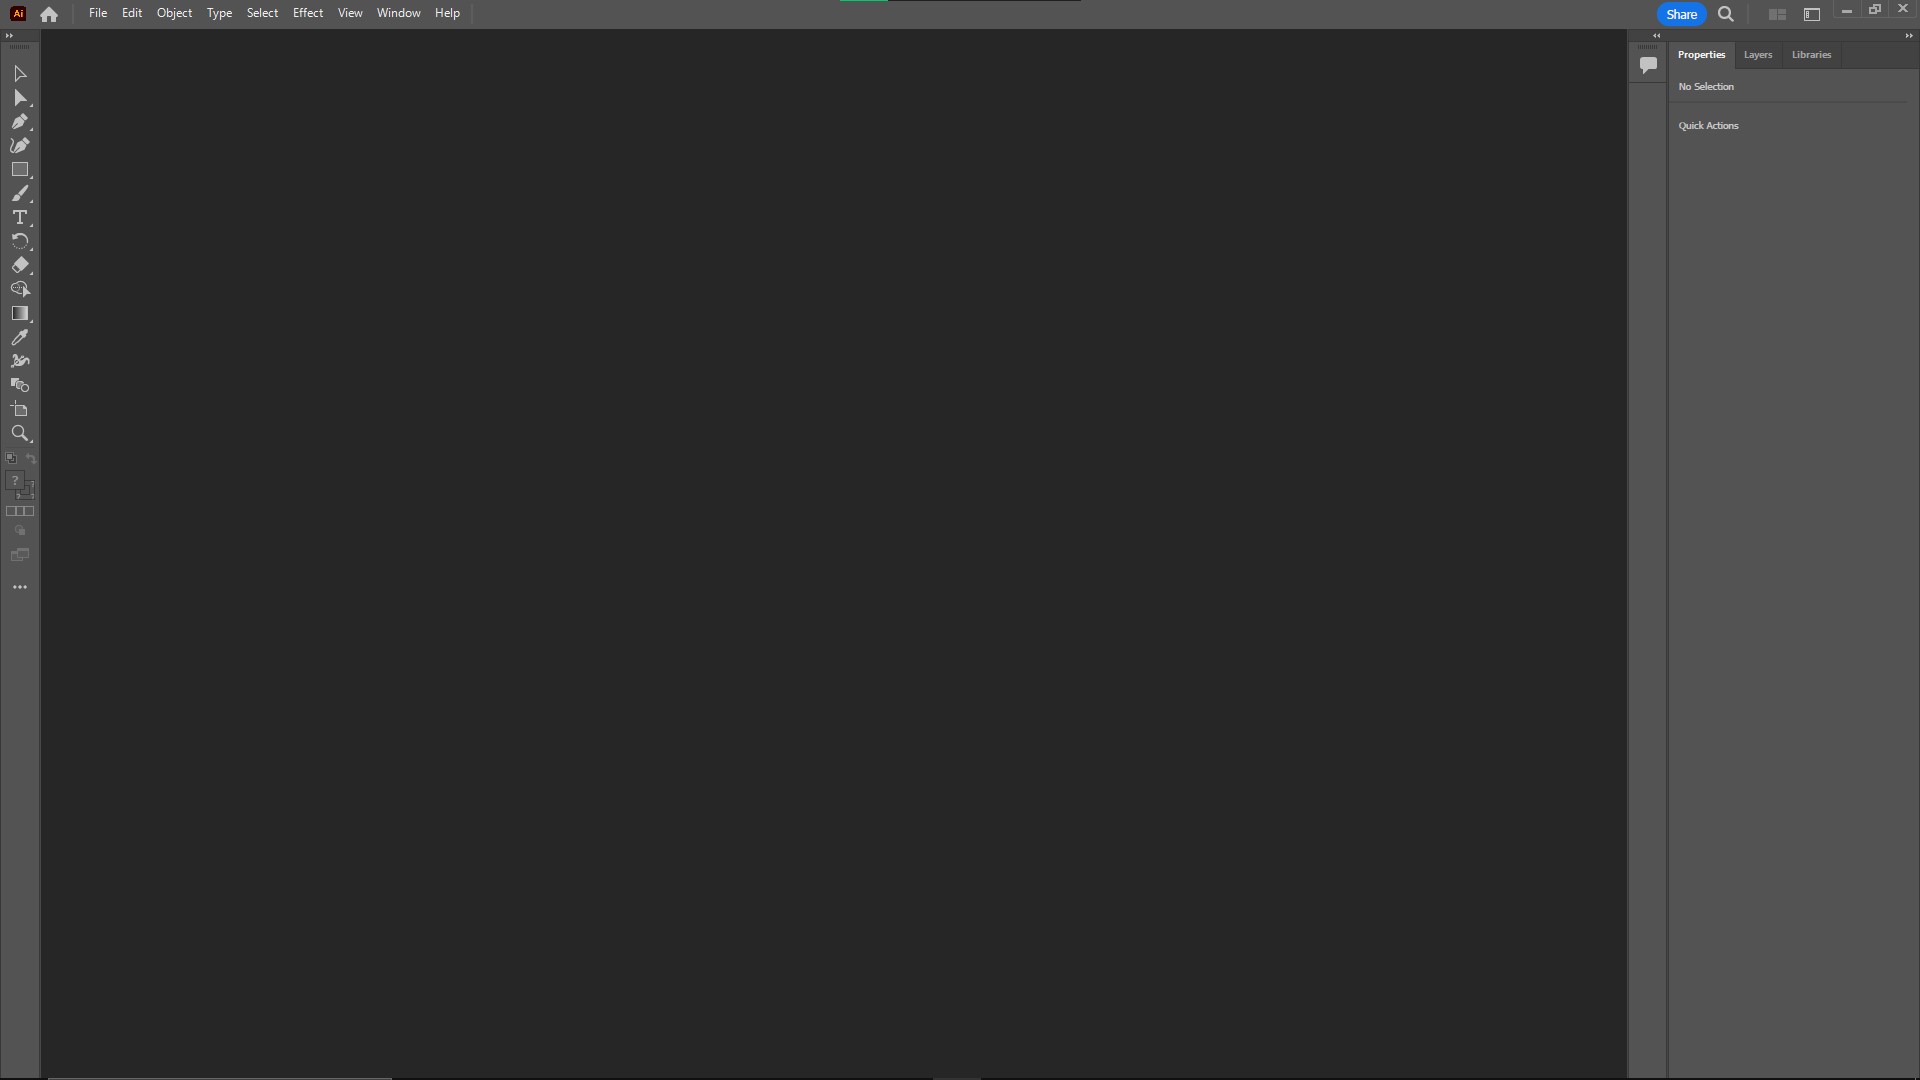 Ai File Edit Object Type Select Effect View Window Help Share
Properties Layers Libraries
No Selection
Quick Actions
T
?